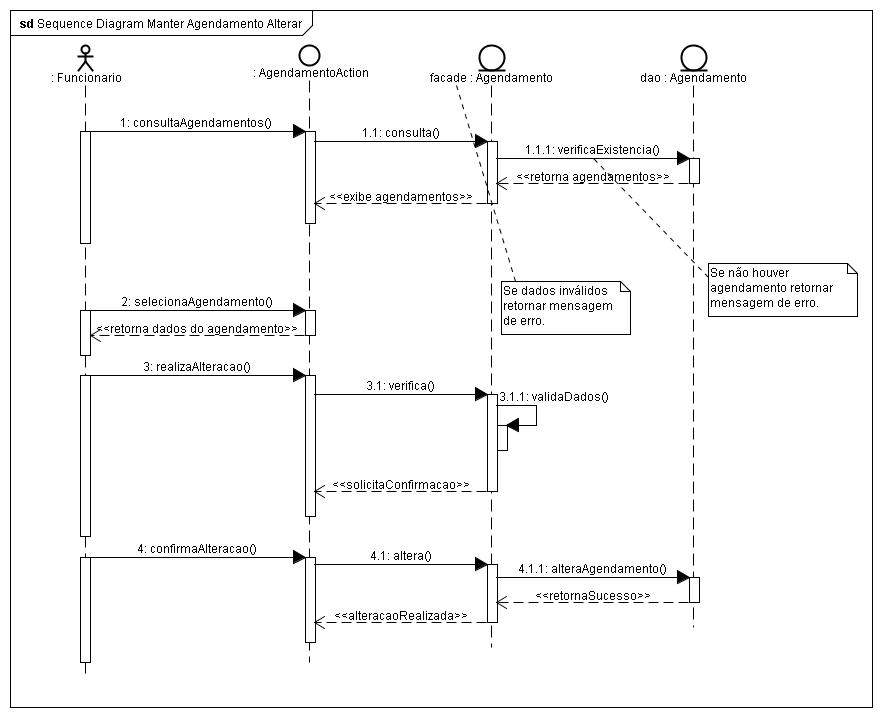 sd Sequence Diagram Manter Agendamento Alterar
: Funcionario
: AgendamentoAction
facade : Agendamento
dao : Agendamento
1: consultaAgendamentos()
1.1: consulta()
1.1.1: verificaExistencia()
<<retorna agendamentos>>
<<exibe agendamentos>>
Se não houver
agendamento retornar
mensagem de erro.
Se dados inválidos
retornar mensagem
de erro.
2: selecionaAgendamento()
<<retorna dados do agendamento>>
3: realizaAlteracao()
3.1: verifica()
3.1.1: validaDados()
<<solicitaConfirmacao>>
4: confirmaAlteracao()
4.1: altera()
4.1.1: alteraAgendamento()
<<retornaSucesso>>
<<alteracaoRealizada>>